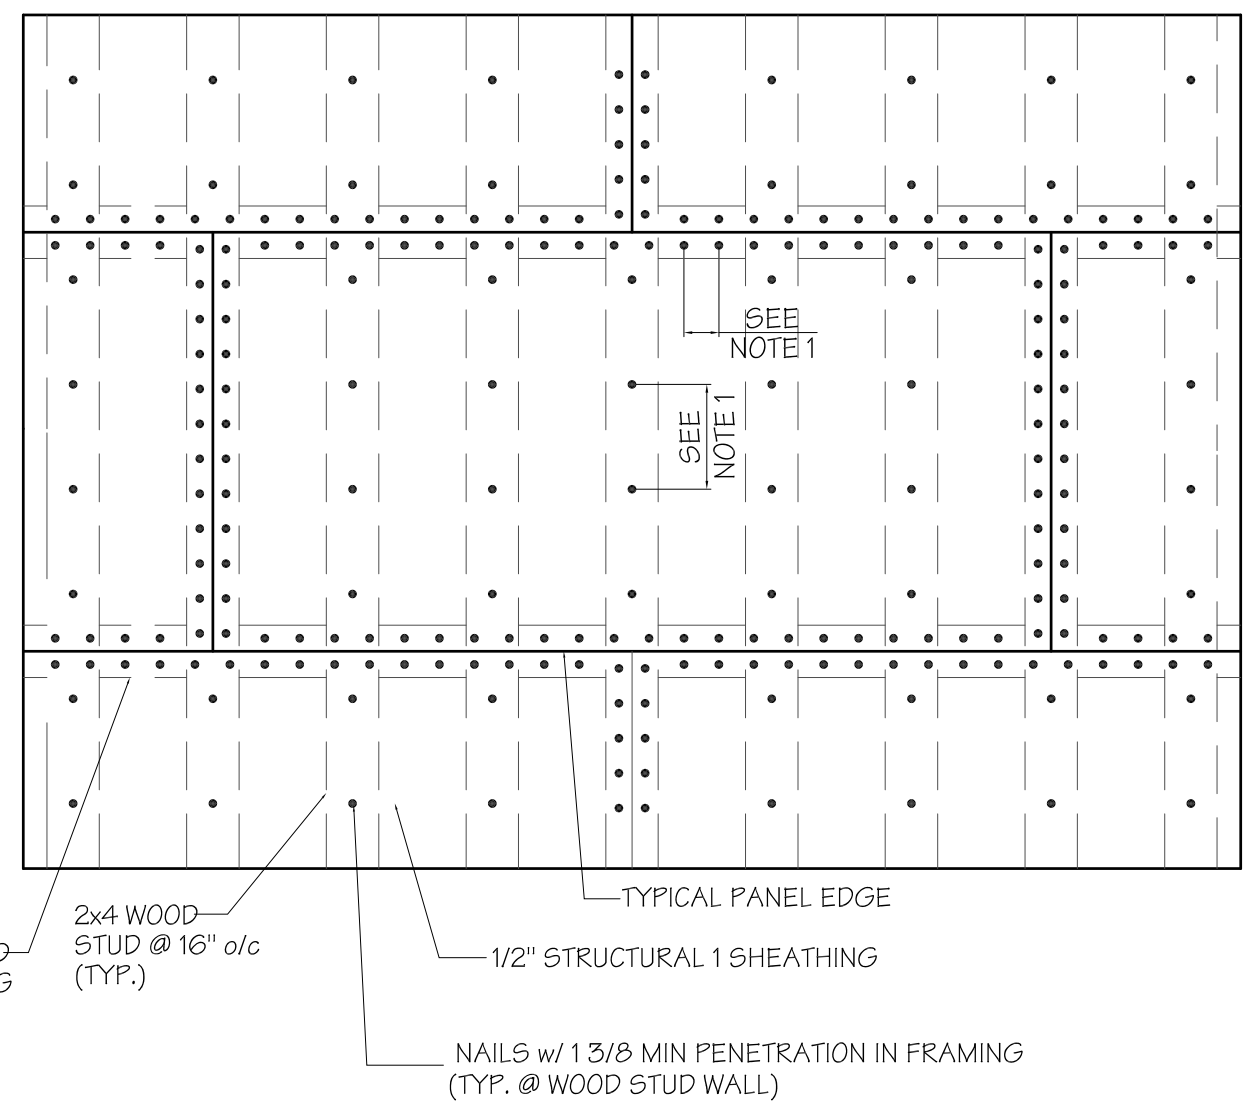 SEE
NOTE 1
SEE
NOTE 1
TYPICAL PANEL EDGE
2x4 WOOD
STUD @ 16" o/c
(TYP.)
1/2" STRUCTURAL 1 SHEATHING
NAILS w/ 1 3/8 MIN PENETRATION IN FRAMING
(TYP. @ WOOD STUD WALL)